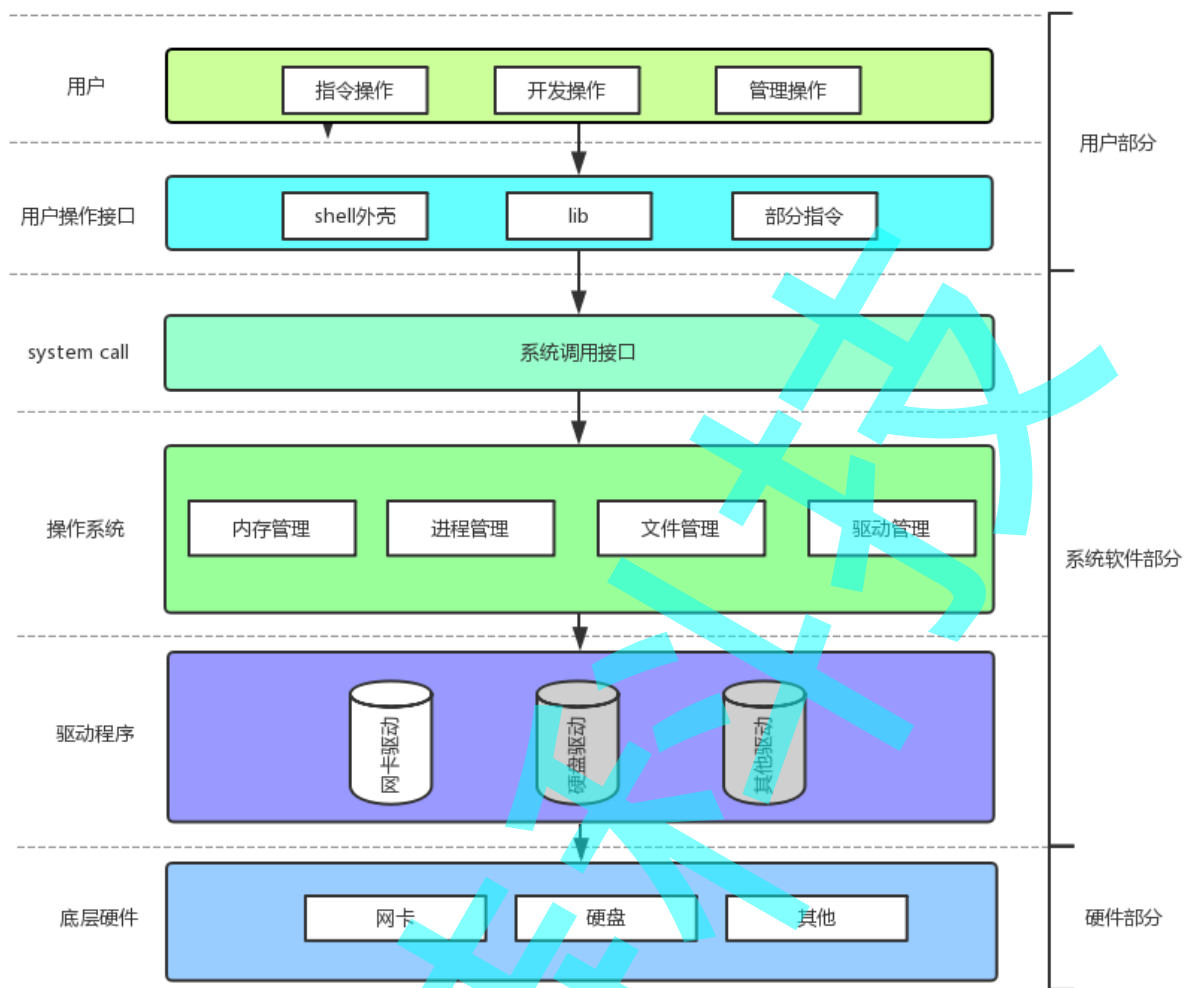 用户
指令操作
开发操作
管理操作
用户部分
用户操作接口
shell外壳
lib
部分指令
system call
系统调用接口
操作系统
内存管理
进程管理
文件管理
驱动管理
系统软件部分
驱动程序
网卡驱动
硬盘驱动
其他驱动
底层硬件
网卡
硬盘
其他
硬件部分